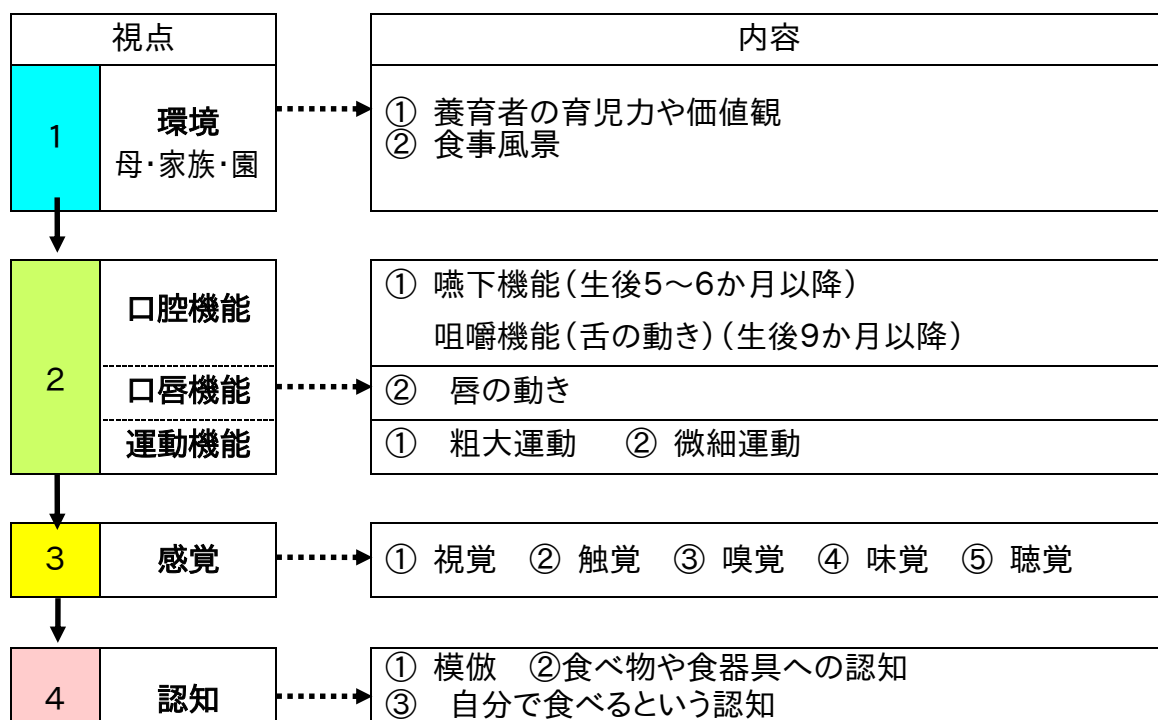 視点
内容
1
環境
母・家族・園
① 養育者の育児力や価値観
② 食事風景
2
口腔機能
① 嚥下機能（生後5～6か月以降）
咀嚼機能（舌の動き）（生後9か月以降）
口唇機能
② 唇の動き
運動機能
① 粗大運動 ② 微細運動
3
感覚
① 視覚 ② 触覚 ③ 嗅覚 ④ 味覚 ⑤ 聴覚
4
認知
① 模倣 ②食べ物や食器具への認知
③ 自分で食べるという認知